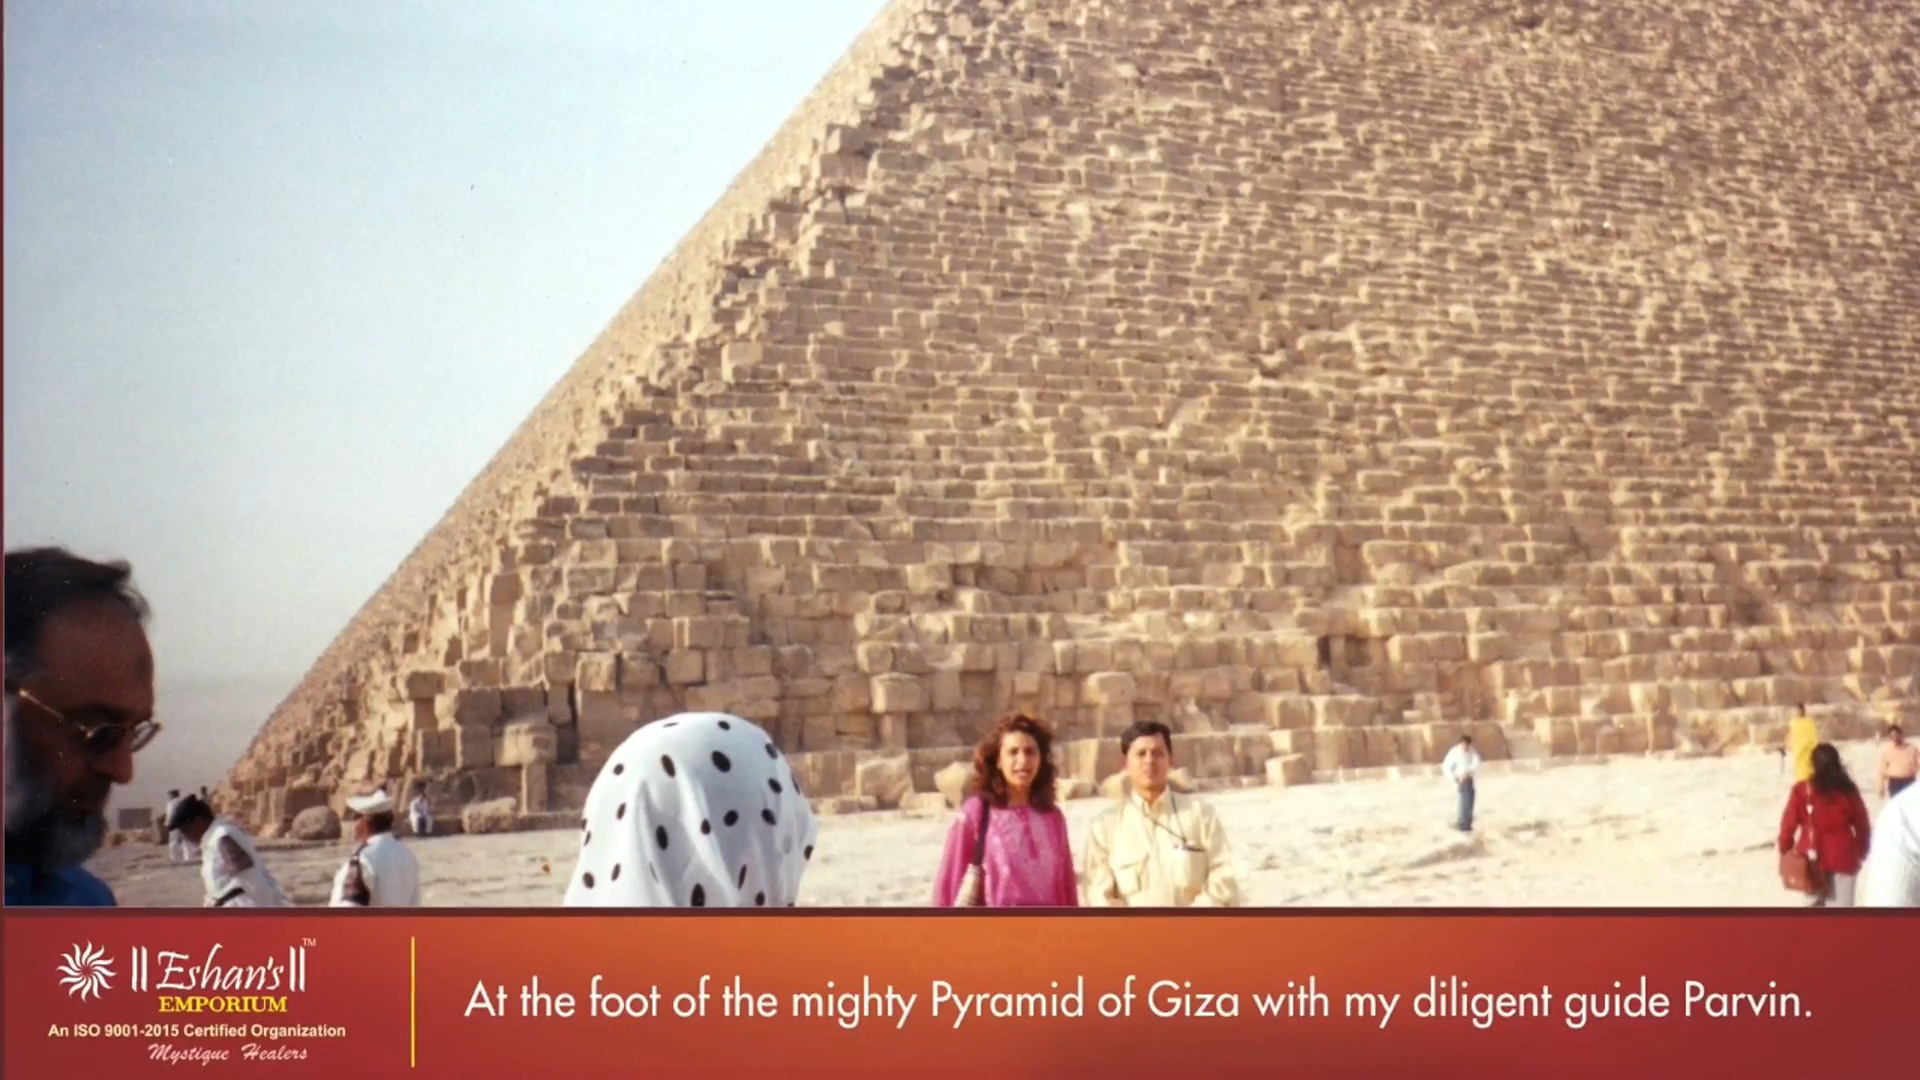 || Eshan's || TM
EMPORIUM
An ISO 9001-2015 Certified Organization
Mystique Healers
At the foot of the mighty Pyramid of Giza with my diligent guide Parvin.